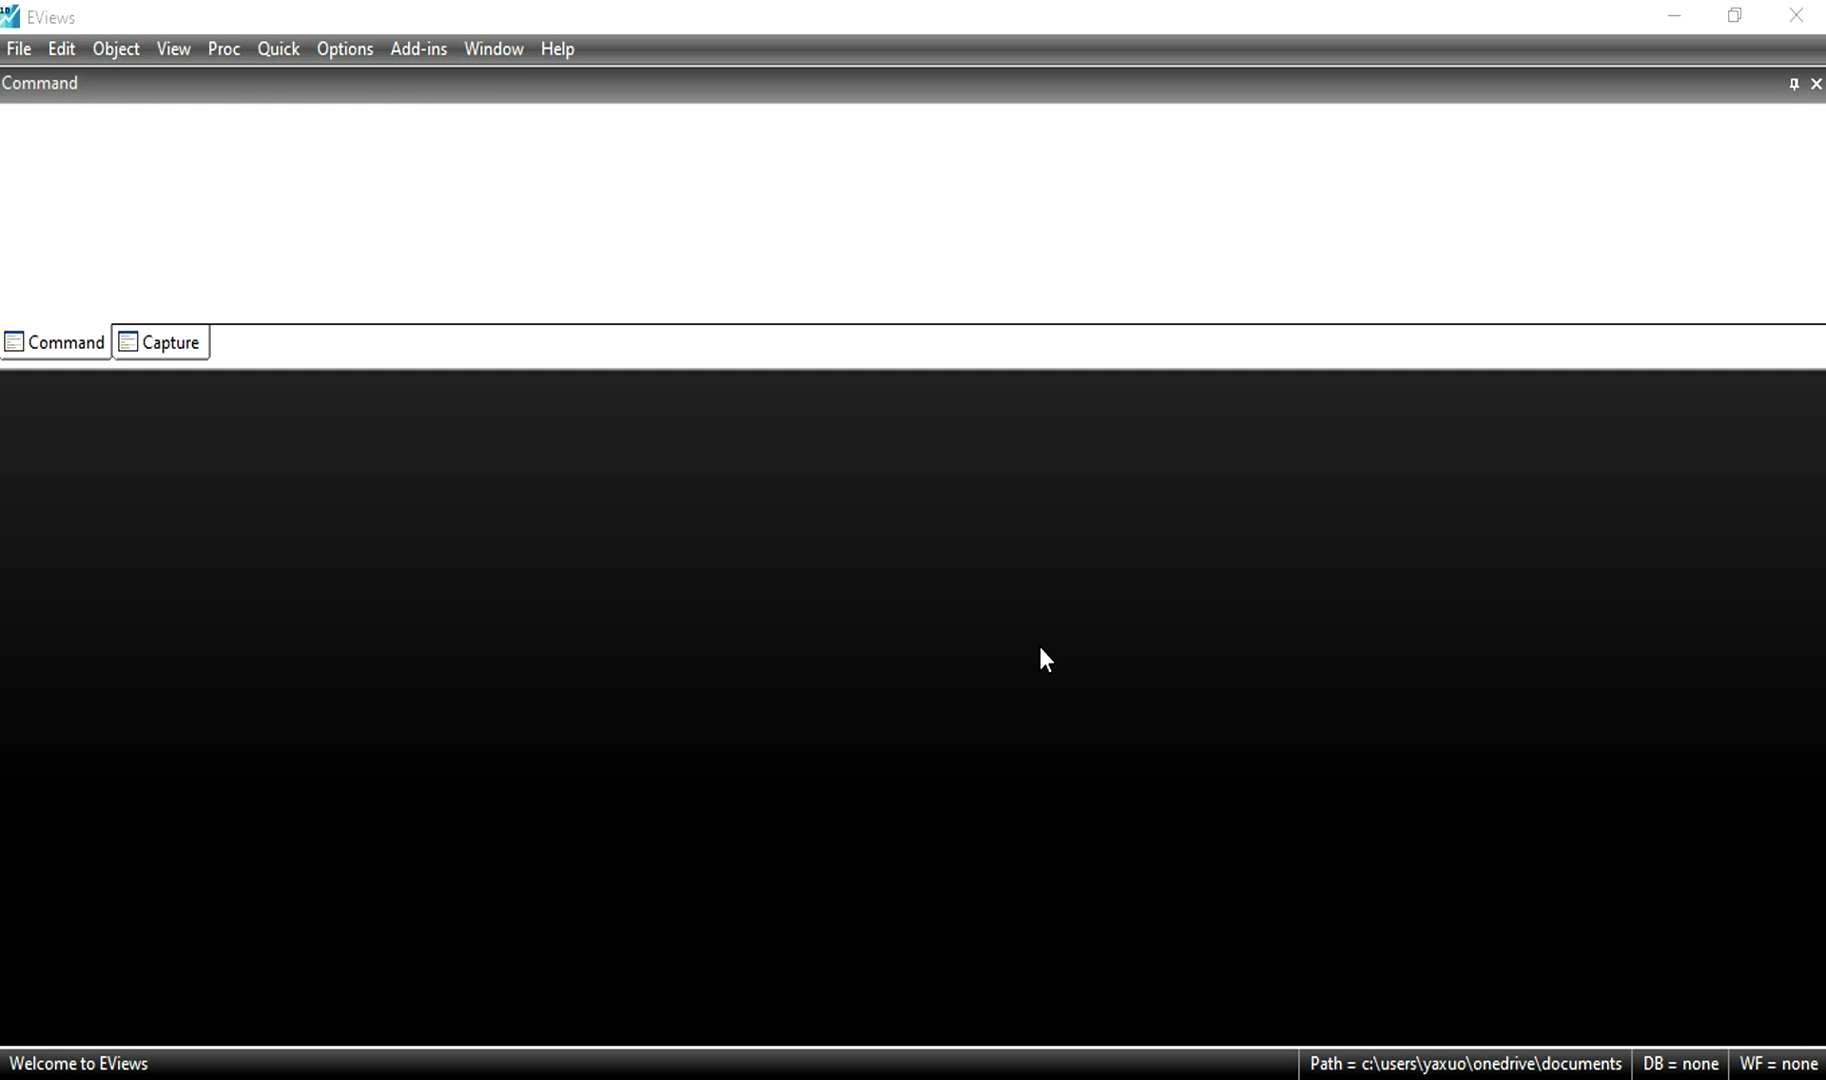 10
EViews
File Edit Object View Proc Quick Options Add-ins Window Help
Command
Command Capture
Welcome to EViews Path = c:\users\yaxuo\onedrive\documents DB = none WF = none